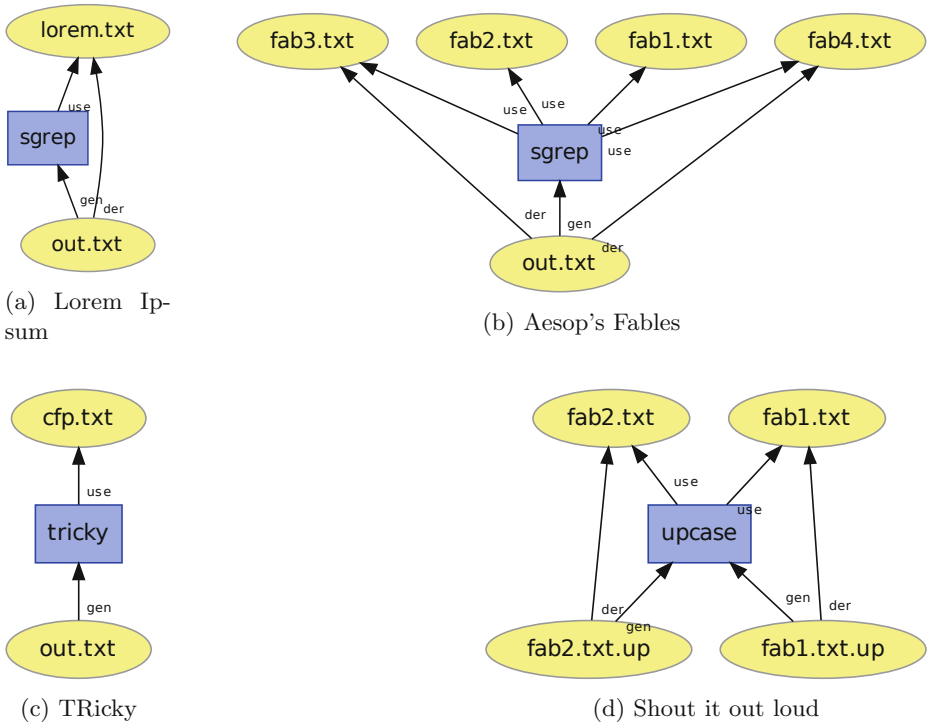 lorem.txt
use
sgrep
gen
der
out.txt
(a) Lorem Ip-
sum
fab3.txt fab2.txt fab1.txt fab4.txt
use use use
use
sgrep
der gen der
out.txt
(b) Aesop's Fables
cfp.txt
use
tricky
gen
out.txt
(c) TRicky
fab2.txt fab1.txt
use use
upcase
der gen gen der
fab2.txt.up fab1.txt.up
(d) Shout it out loud